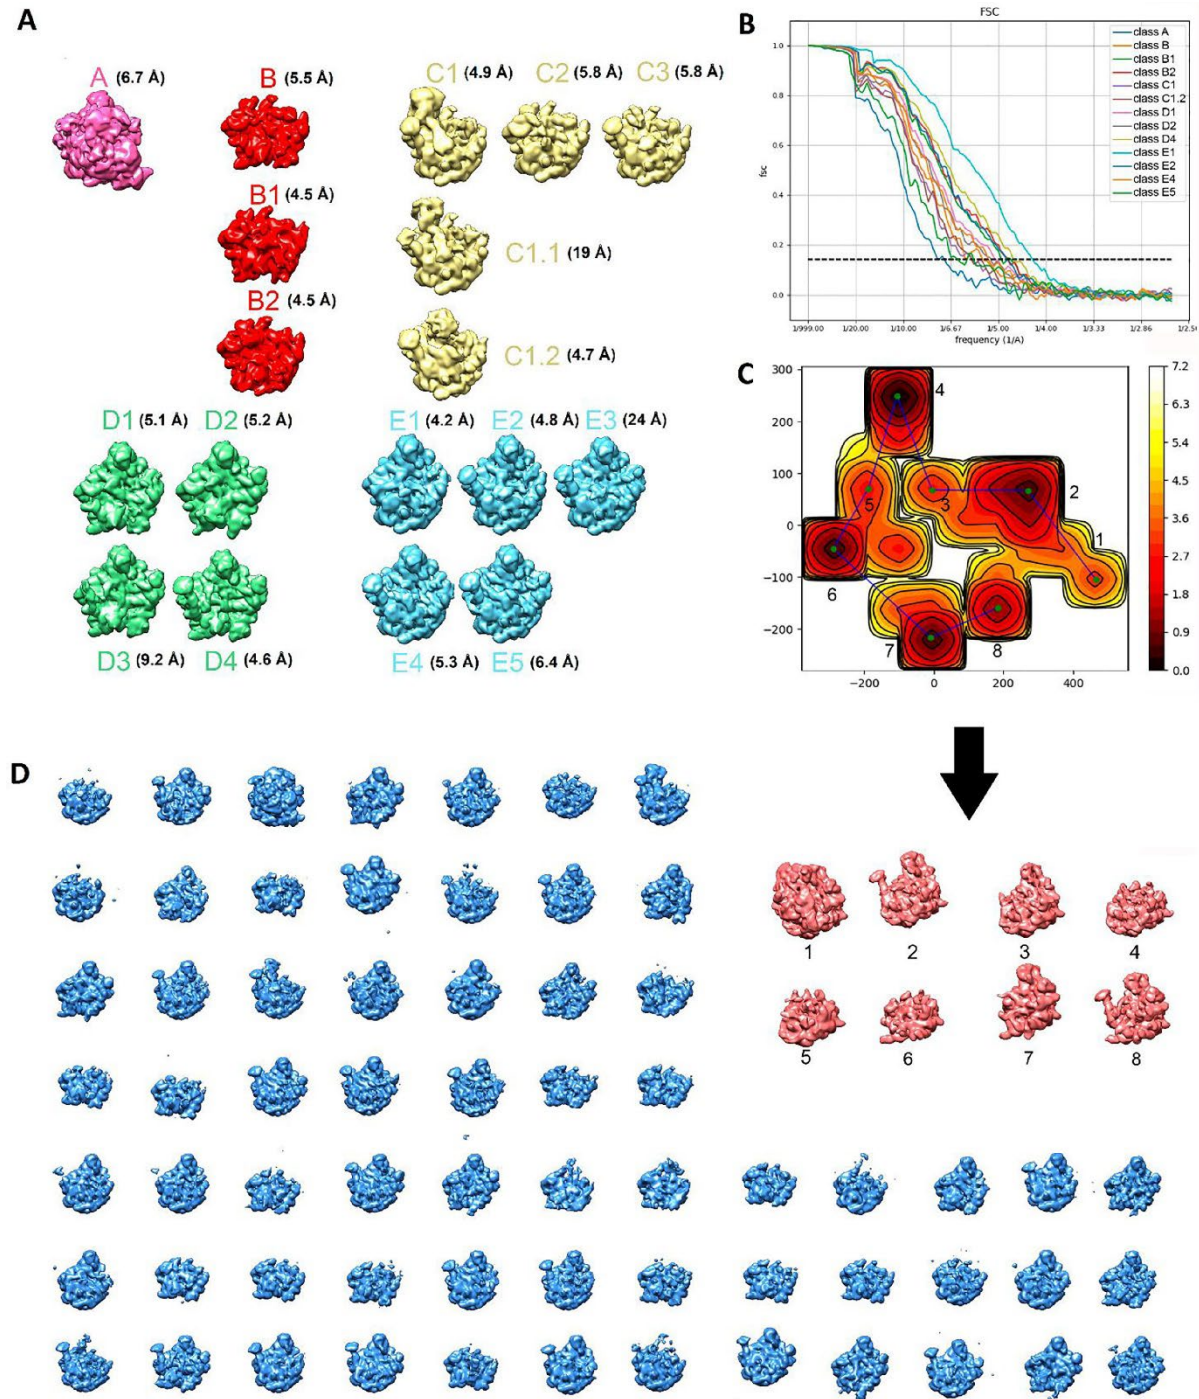 A
A (6.7 Å)
B (5.5 Å)
C1 (4.9 Å) C2 (5.8 Å) C3 (5.8 Å)
B1 (4.5 Å)
C1.1 (19 Å)
B2 (4.5 Å)
C1.2 (4.7 Å)
D1 (5.1 Å) D2 (5.2 Å)
E1 (4.2 Å) E2 (4.8 Å) E3 (24 Å)
D3 (9.2 Å) D4 (4.6 Å)
E4 (5.3 Å) E5 (6.4 Å)
B
FSC
class A
class B
class B1
class B2
class C1
class C1.2
class D1
class D2
class D4
class E1
class E2
class E4
class E5
1.0
0.8
0.6
0.4
0.2
0.0
fsc
1/999.00 1/20.00 1/10.00 1/6.67 1/5.00 1/4.00 1/3.33 1/2.86 1/2.50
frequency (1/A)
C
300
200
100
0
−100
−200
−200 0 200 400
4
2
5
3
1
6
7
8
7.2
6.3
5.4
4.5
3.6
2.7
1.8
0.9
0.0
D
1 2 3 4
5 6 7 8